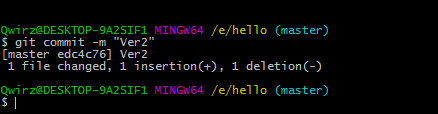 Qwirz@DESKTOP-9A2SIF1 MINGW64 /e/hello (master)
$ git commit -m "Ver2"
[master edc4c76] Ver2
 1 file changed, 1 insertion(+), 1 deletion(-)
Qwirz@DESKTOP-9A2SIF1 MINGW64 /e/hello (master)
$